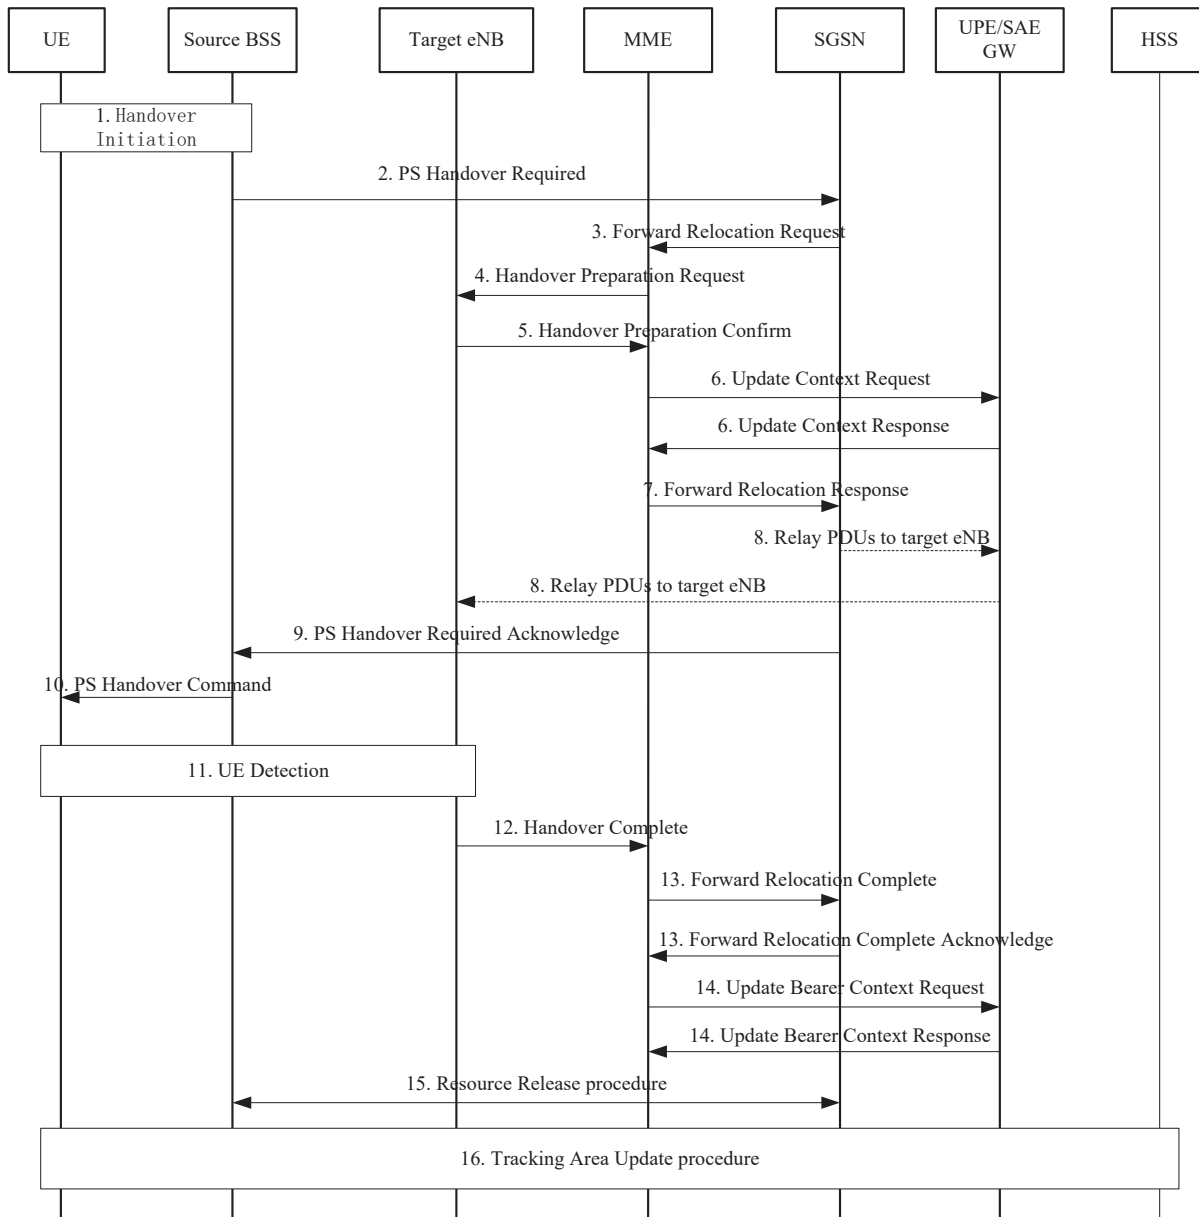 UE
Source BSS
Target eNB
MME
SGSN
UPE/SAE
GW
HSS
1. Handover
Initiation
2. PS Handover Required
3. Forward Relocation Request
4. Handover Preparation Request
5. Handover Preparation Confirm
6. Update Context Request
6. Update Context Response
7. Forward Relocation Response
8. Relay PDUs to target eNB
8. Relay PDUs to target eNB
9. PS Handover Required Acknowledge
10. PS Handover Command
11. UE Detection
12. Handover Complete
13. Forward Relocation Complete
13. Forward Relocation Complete Acknowledge
14. Update Bearer Context Request
14. Update Bearer Context Response
15. Resource Release procedure
16. Tracking Area Update procedure